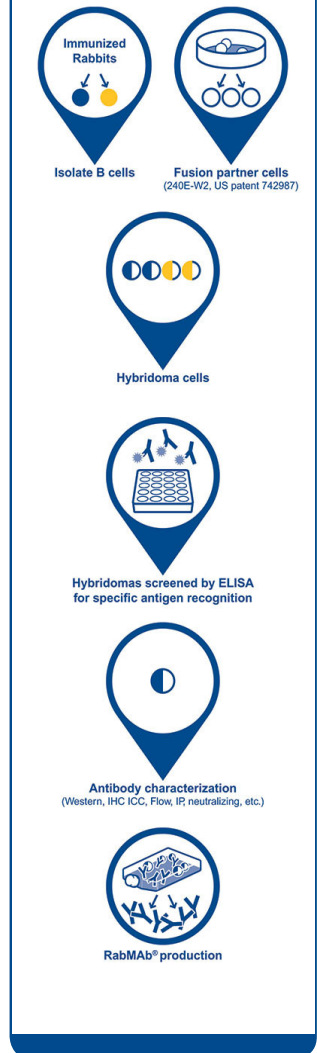 Immunized
Rabbits
Isolate B cells
Fusion partner cells
(240E-W2, US patent 742987)
Hybridoma cells
Hybridomas screened by ELISA
for specific antigen recognition
Antibody characterization
(Western, IHC ICC, Flow, IP, neutralizing, etc.)
RabMAb® production